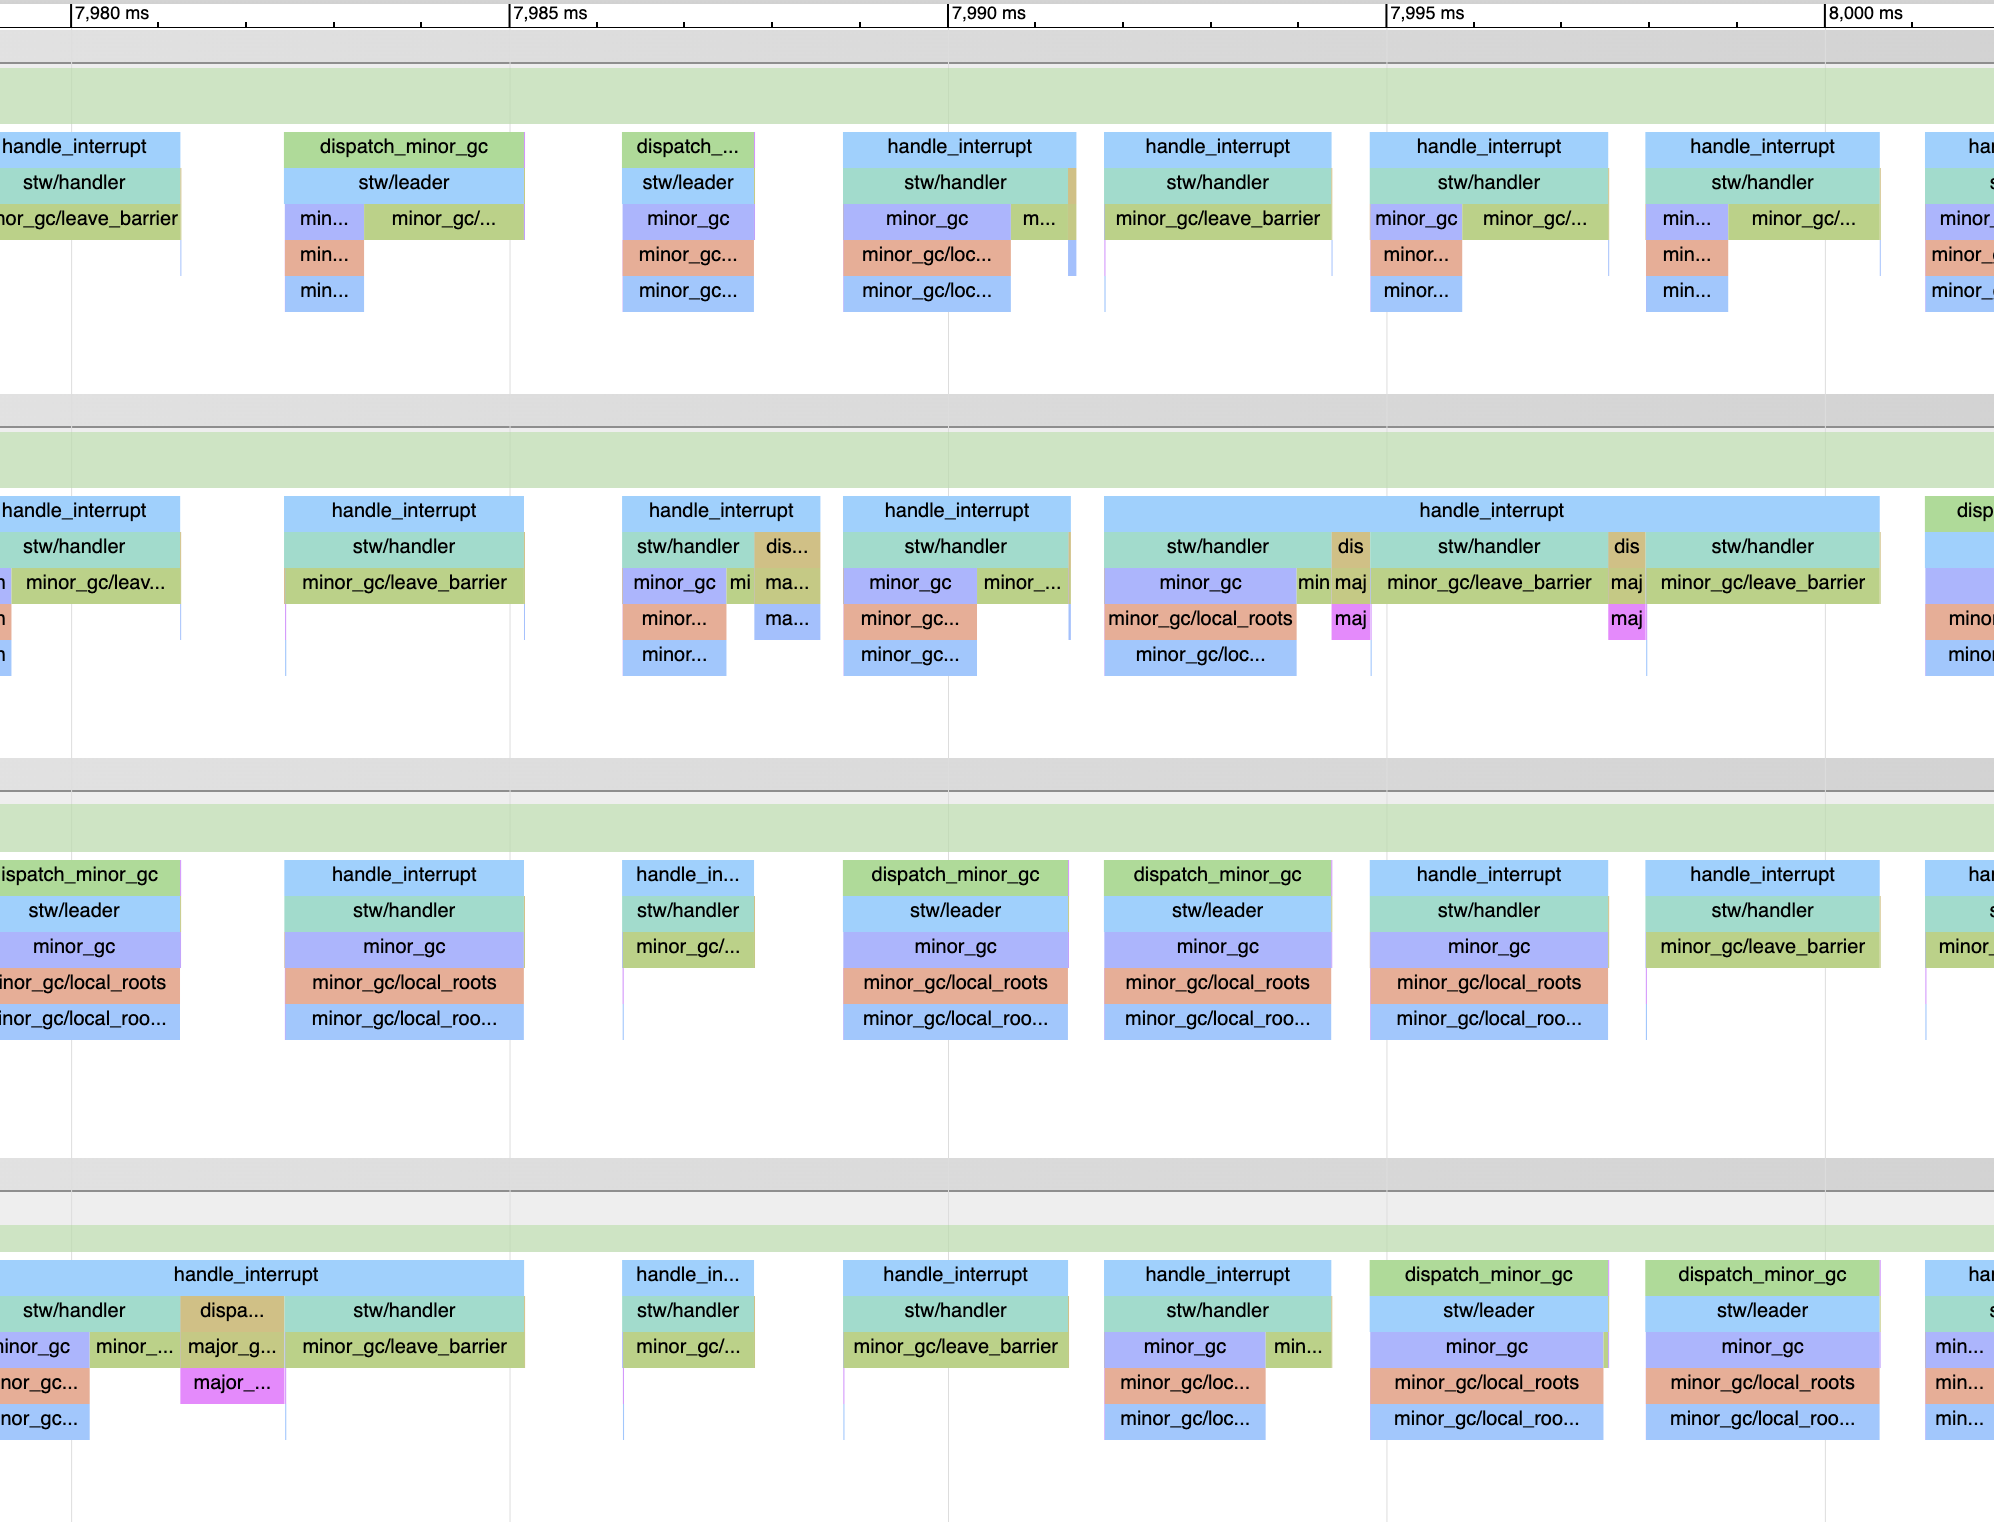 7,980 ms 7,985 ms 7,990 ms 7,995 ms 8,000 ms
handle_interrupt dispatch_minor_gc dispatch_... handle_interrupt handle_interrupt handle_interrupt handle_interrupt hai
stw/handler stw/leader stw/leader stw/handler stw/handler stw/handler stw/handler s
nor_gc/leave_barrier min... minor_gc/... minor_gc minor_gc m... minor_gc/leave_barrier minor_gc minor_gc/... min... minor_gc/... minor_
min... minor_gc... minor_gc/loc... minor... min... minor_
min... minor_gc... minor_gc/loc... minor... min... minor_
handle_interrupt handle_interrupt handle_interrupt handle_interrupt handle_interrupt disp
stw/handler stw/handler stw/handler dis... stw/handler stw/handler dis stw/handler dis stw/handler
minor_gc/leav... minor_gc/leave_barrier minor_gc mi ma... minor_gc minor_... minor_gc min maj minor_gc/leave_barrier maj minor_gc/leave_barrier
minor... ma... minor_gc... minor_gc/local_roots maj maj minor
minor... minor_gc... minor_gc/loc... minor
ispatch_minor_gc handle_interrupt handle_in... dispatch_minor_gc dispatch_minor_gc handle_interrupt handle_interrupt hai
stw/leader stw/handler stw/handler stw/leader stw/leader stw/handler stw/handler s
minor_gc minor_gc minor_gc/... minor_gc minor_gc minor_gc minor_gc/leave_barrier minor_
inor_gc/local_roots minor_gc/local_roots minor_gc/local_roots minor_gc/local_roots minor_gc/local_roots
inor_gc/local_roo... minor_gc/local_roo... minor_gc/local_roo... minor_gc/local_roo... minor_gc/local_roo...
handle_interrupt handle_in... handle_interrupt handle_interrupt dispatch_minor_gc dispatch_minor_gc hai
stw/handler dispa... stw/handler stw/handler stw/handler stw/handler stw/leader stw/leader s
inor_gc minor_... major_g... minor_gc/leave_barrier minor_gc/... minor_gc/leave_barrier minor_gc min... minor_gc minor_gc min...
nor_gc... major_... minor_gc/loc... minor_gc/local_roots minor_gc/local_roots min...
nor_gc... minor_gc/loc... minor_gc/local_roo... minor_gc/local_roo... min...